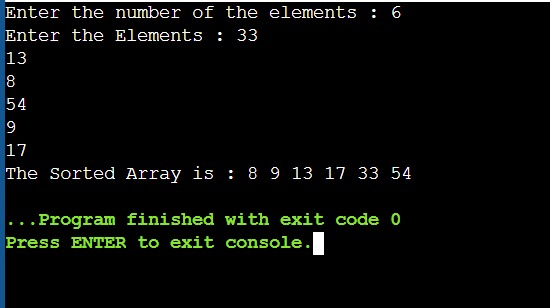 Enter the number of the elements : 6
Enter the Elements : 33
13
8
54
9
17
The Sorted Array is : 8 9 13 17 33 54
...Program finished with exit code 0
Press ENTER to exit console.